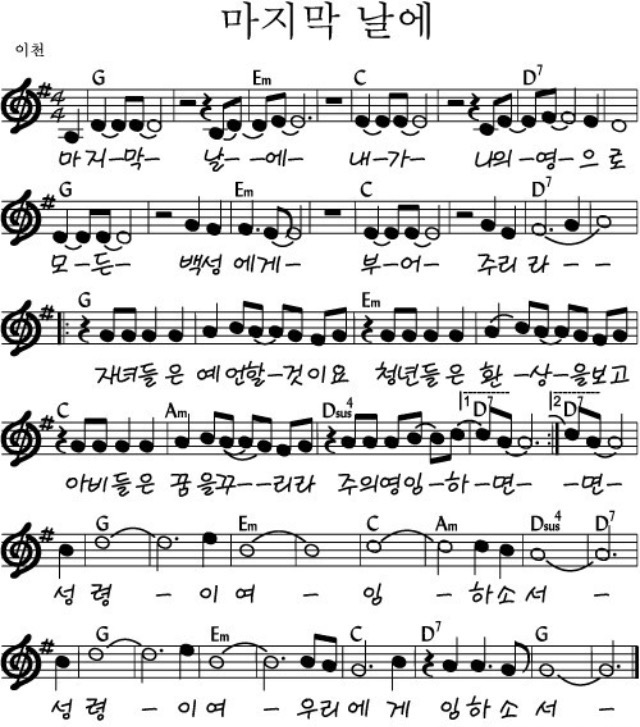 마지막 날에
이천
G Em C D7
마지-막- 날--에- 내-가- 나의-영-으로
G Em C D7
모-든- 백성에게- 부-어- 주리라---
G Em
자녀들은 예언할-것이요 청년들은 환-상-을보고
C Am Dsus4 1 D7 2 D7
아비들은 꿈을꾸--리라 주의영임-하-면- -면-
G Em C Am Dsus4 D7
성령 -이여 - 임 -하소서 -
G Em C D7 G
성령 -이여 -우리에게 임하소서 -